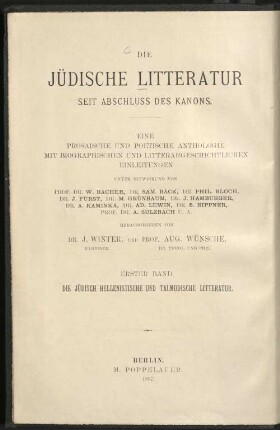 DIE
JÜDISCHE LITTERATUR
SEIT ABSCHLUSS DES KANONS.
EINE
PROSAISCHE UND POETISCHE ANTHOLOGIE
MIT BIOGRAPHISCHEN UND LITTERARGESCHICHTLICHEN
EINLEITUNGEN
UNTER MITWIRKUNG VON
PROF. DR. W. BACHER, DR. SAM. BÄCK, DR. PHIL. BLOCH,
DR. J. FÜRST, DR. M. GRÜNBAUM, DR. J. HAMBURGER,
DR. A. KAMINKA, DR. AD. LEWIN, DR. S. RIPPNER,
PROF. DR. A. SULZBACH U. A.
HERAUSGEGEBEN VON
DR. J. WINTER, UND PROF. AUG. WÜNSCHE,
ERSTER BAND.
DIE JÜDISCH HELLENISTISCHE UND TALMUDISCHE LITTERATUR.
BERLIN.
M. POPPELAUER.